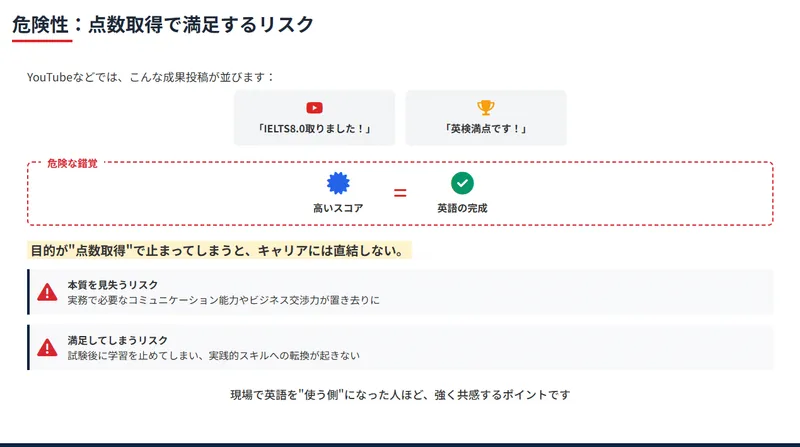 危険性：点数取得で満足するリスク
YouTubeなどでは、こんな成果投稿が並びます：
「IELTS8.0取りました！」
「英検満点です！」
危険な錯覚
高いスコア
=
英語の完成
目的が"点数取得"で止まってしまうと、キャリアには直結しない。
本質を見失うリスク
実務で必要なコミュニケーション能力やビジネス交渉力が置き去りに
満足してしまうリスク
試験後に学習を止めてしまい、実践的スキルへの転換が起きない
現場で英語を"使う側"になった人ほど、強く共感するポイントです